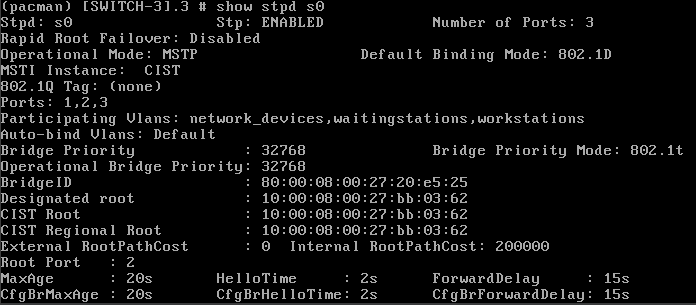 (pacman) [SWITCH-3].3 # show stpd s0
Stpd: s0 Stp: ENABLED Number of Ports: 3
Rapid Root Failover: Disabled
Operational Mode: MSTP Default Binding Mode: 802.1D
MSTI Instance: CIST
802.1Q Tag: (none)
Ports: 1,2,3
Participating Vlans: network_devices,waitingstations,workstations
Auto-bind Vlans: Default
Bridge Priority : 32768 Bridge Priority Mode: 802.1t
Operational Bridge Priority: 32768
BridgeID : 80:00:08:00:27:20:e5:25
Designated root : 10:00:08:00:27:bb:03:62
CIST Root : 10:00:08:00:27:bb:03:62
CIST Regional Root : 10:00:08:00:27:bb:03:62
External RootPathCost : 0 Internal RootPathCost: 200000
Root Port : 2
MaxAge : 20s HelloTime : 2s ForwardDelay : 15s
CfgBrMaxAge : 20s CfgBrHelloTime: 2s CfgBrForwardDelay: 15s